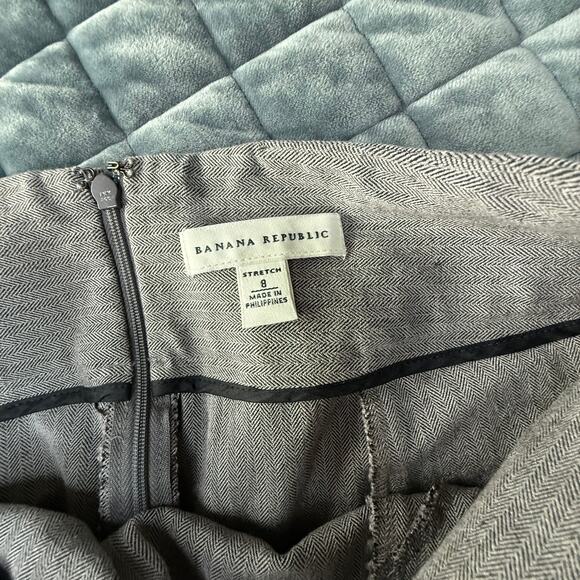 BANANA REPUBLIC
STRETCH
8
MADE IN
PHILIPPINES